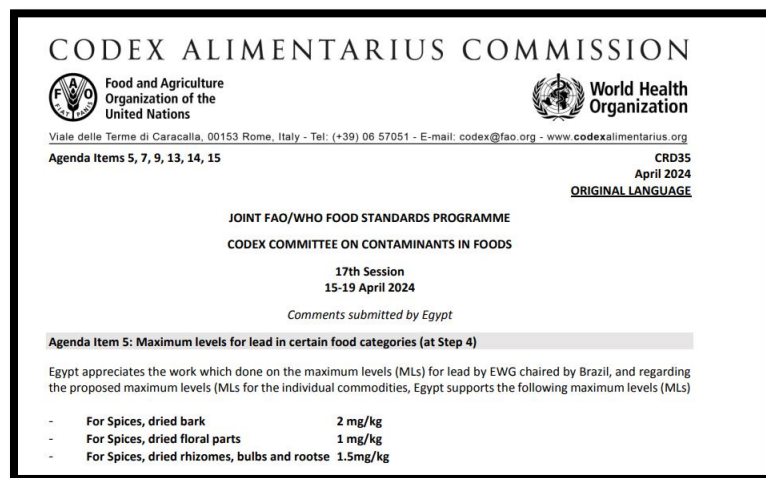 CODEX ALIMENTARIUS COMMISSION
Food and Agriculture
Organization of the
United Nations
World Health
Organization
Viale delle Terme di Caracalla, 00153 Rome, Italy - Tel: (+39) 06 57051 - E-mail: codex@fao.org - www.codexalimentarius.org
Agenda Items 5, 7, 9, 13, 14, 15
CRD35
April 2024
ORIGINAL LANGUAGE
JOINT FAO/WHO FOOD STANDARDS PROGRAMME
CODEX COMMITTEE ON CONTAMINANTS IN FOODS
17th Session
15-19 April 2024
Comments submitted by Egypt
Agenda Item 5: Maximum levels for lead in certain food categories (at Step 4)
Egypt appreciates the work which done on the maximum levels (MLs) for lead by EWG chaired by Brazil, and regarding
the proposed maximum levels (MLs for the individual commodities, Egypt supports the following maximum levels (MLs)
- For Spices, dried bark 2 mg/kg
- For Spices, dried floral parts 1 mg/kg
- For Spices, dried rhizomes, bulbs and rootse 1.5mg/kg